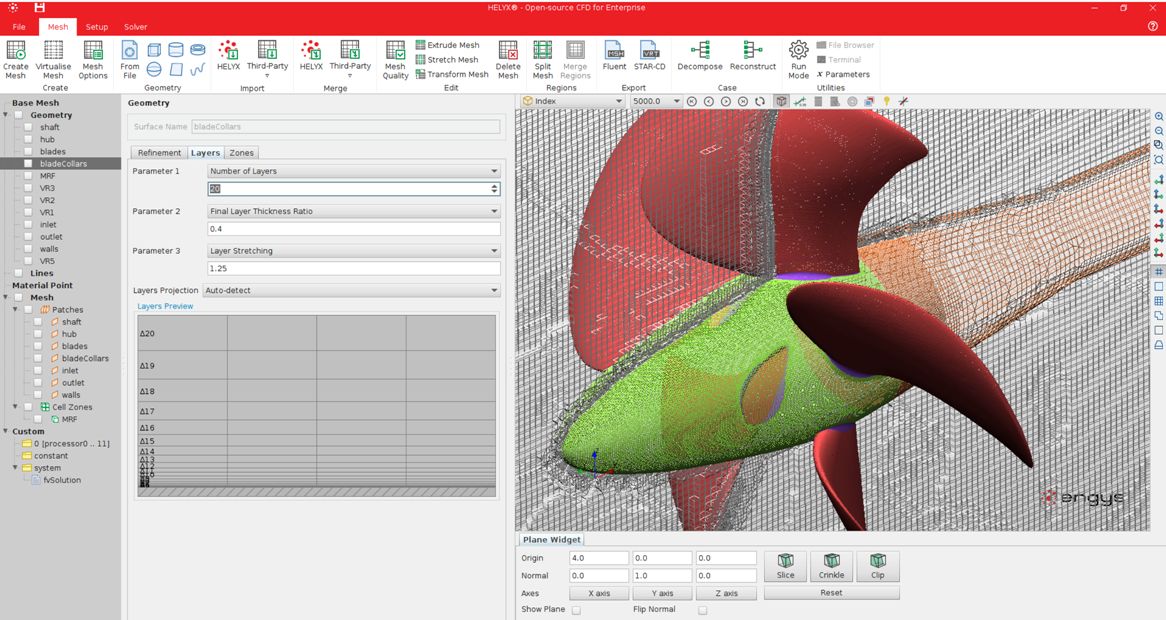 HELYX® - Open-source CFD for Enterprise
File Mesh Setup Solver
Create Mesh
Virtualise Mesh
Mesh Options
Create
From File
Geometry
HELYX
Third-Party
Import
HELYX
Third-Party
Merge
Mesh Quality
Extrude Mesh
Stretch Mesh
Transform Mesh
Delete Mesh
Edit
Split Mesh
Merge Regions
Regions
Fluent
STAR-CD
Export
Decompose
Reconstruct
Case
Run Mode
File Browser
Terminal
Parameters
Utilities
Base Mesh
Geometry
shaft
hub
blades
bladeCollars
MRF
VR3
VR2
VR1
inlet
outlet
walls
VR5
Lines
Material Point
Mesh
Patches
shaft
hub
blades
bladeCollars
inlet
outlet
walls
Cell Zones
MRF
Custom
0 [processor0 .. 11]
constant
system
fvSolution
Geometry
Surface Name bladeCollars
Refinement Layers Zones
Parameter 1 Number of Layers
20
Parameter 2 Final Layer Thickness Ratio
0.4
Parameter 3 Layer Stretching
1.25
Layers Projection Auto-detect
Layers Preview
Δ20
Δ19
Δ18
Δ17
Δ16
Δ15
Δ14
Δ13
Δ12
Index 5000.0
engys
Plane Widget
Origin 4.0 0.0 0.0
Normal 0.0 1.0 0.0
Axes X axis Y axis Z axis
Show Plane Flip Normal
Slice Crinkle Clip
Reset